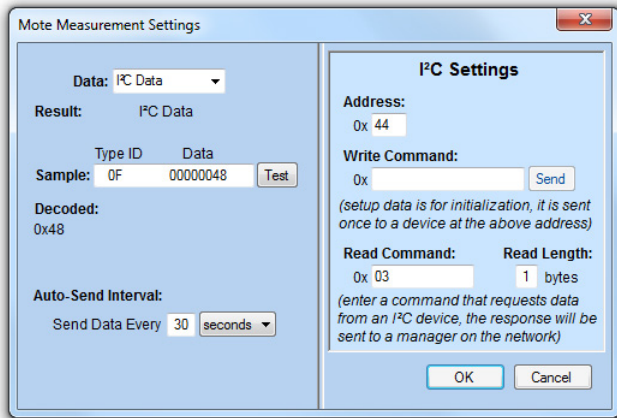 Mote Measurement Settings
Data: I²C Data
Result: I²C Data
Type ID Data
Sample: 0F 00000048 Test
Decoded:
0x48
Auto-Send Interval:
Send Data Every 30 seconds
I²C Settings
Address:
0x 44
Write Command:
0x Send
(setup data is for initialization, it is sent
once to a device at the above address)
Read Command: Read Length:
0x 03 1 bytes
(enter a command that requests data
from an I²C device, the response will be
sent to a manager on the network)
OK Cancel